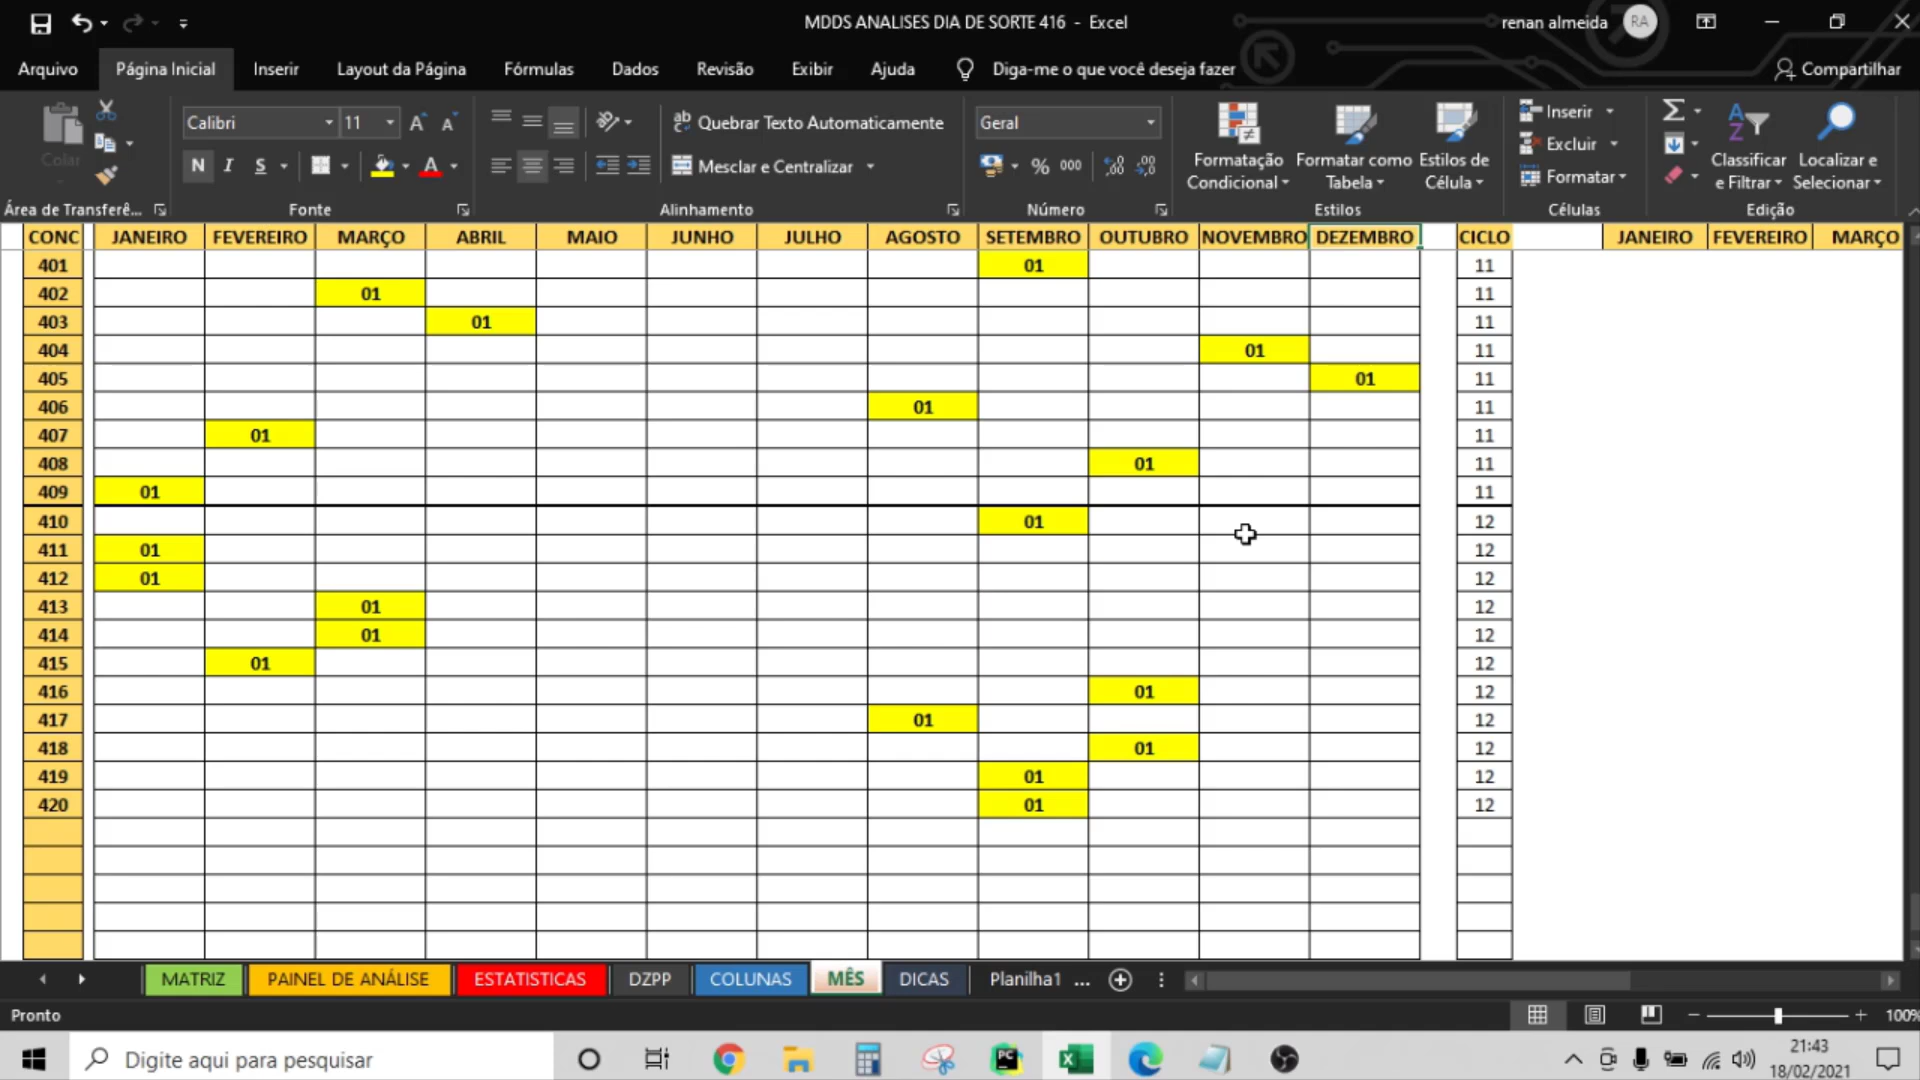 MDDS ANALISES DIA DE SORTE 416 - Excel
renan almeida RA
Arquivo Página Inicial Inserir Layout da Página Fórmulas Dados Revisão Exibir Ajuda Diga-me o que você deseja fazer Compartilhar
Colar
Calibri 11
Quebrar Texto Automaticamente
Geral
N I S A
Mesclar e Centralizar
% 000
Formatação Condicional
Formatar como Tabela
Estilos de Célula
Inserir
Excluir
Formatar
Classificar e Filtrar
Localizar e Selecionar
Área de Transferê... Fonte Alinhamento Número Estilos Células Edição
CONC JANEIRO FEVEREIRO MARÇO ABRIL MAIO JUNHO JULHO AGOSTO SETEMBRO OUTUBRO NOVEMBRO DEZEMBRO CICLO JANEIRO FEVEREIRO MARÇO
401 01 11
402 01 11
403 01 11
404 01 11
405 01 11
406 01 11
407 01 11
408 01 11
409 01 11
410 01 12
411 01 12
412 01 12
413 01 12
414 01 12
415 01 12
416 01 12
417 01 12
418 01 12
419 01 12
420 01 12
MATRIZ PAINEL DE ANÁLISE ESTATISTICAS DZPP COLUNAS MÊS DICAS Planilha1 ...
Pronto
100%
Digite aqui para pesquisar
21:43
18/02/2021